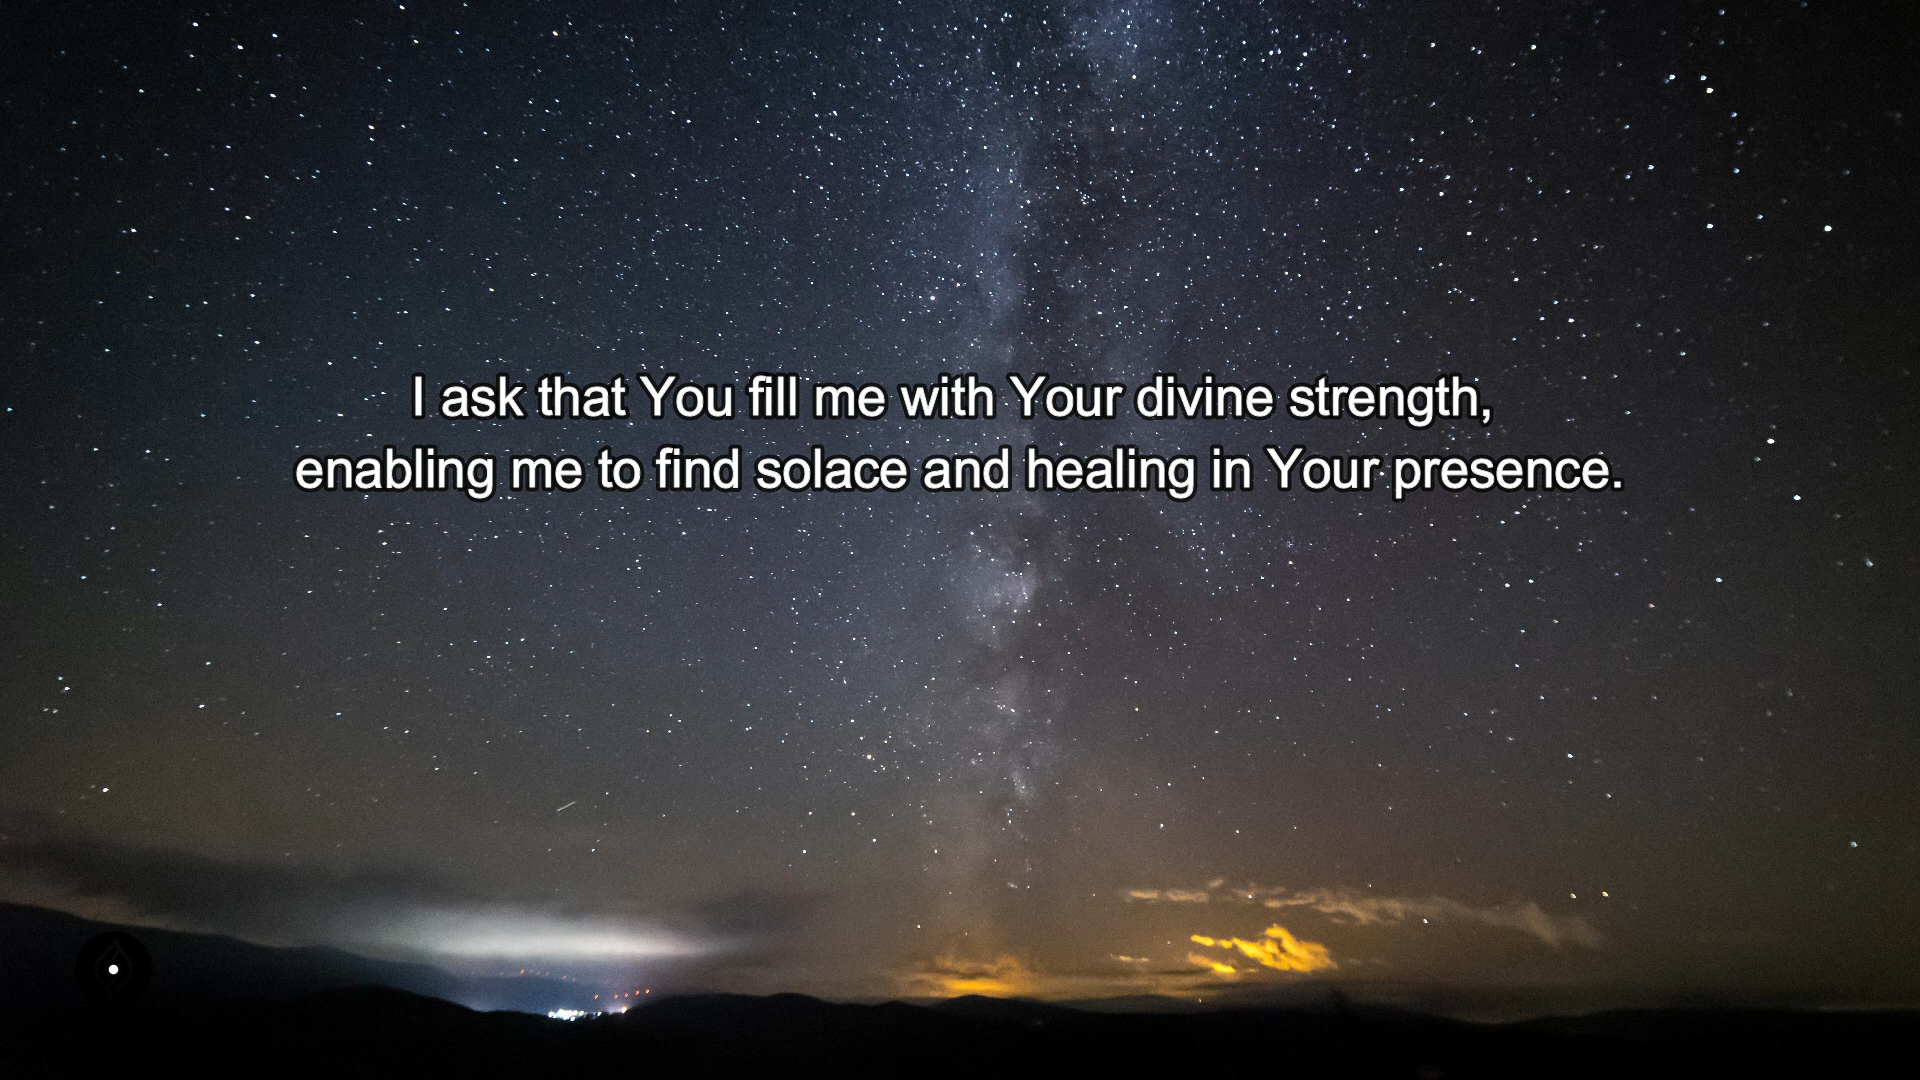 I ask that You fill me with Your divine strength,
enabling me to find solace and healing in Your presence.